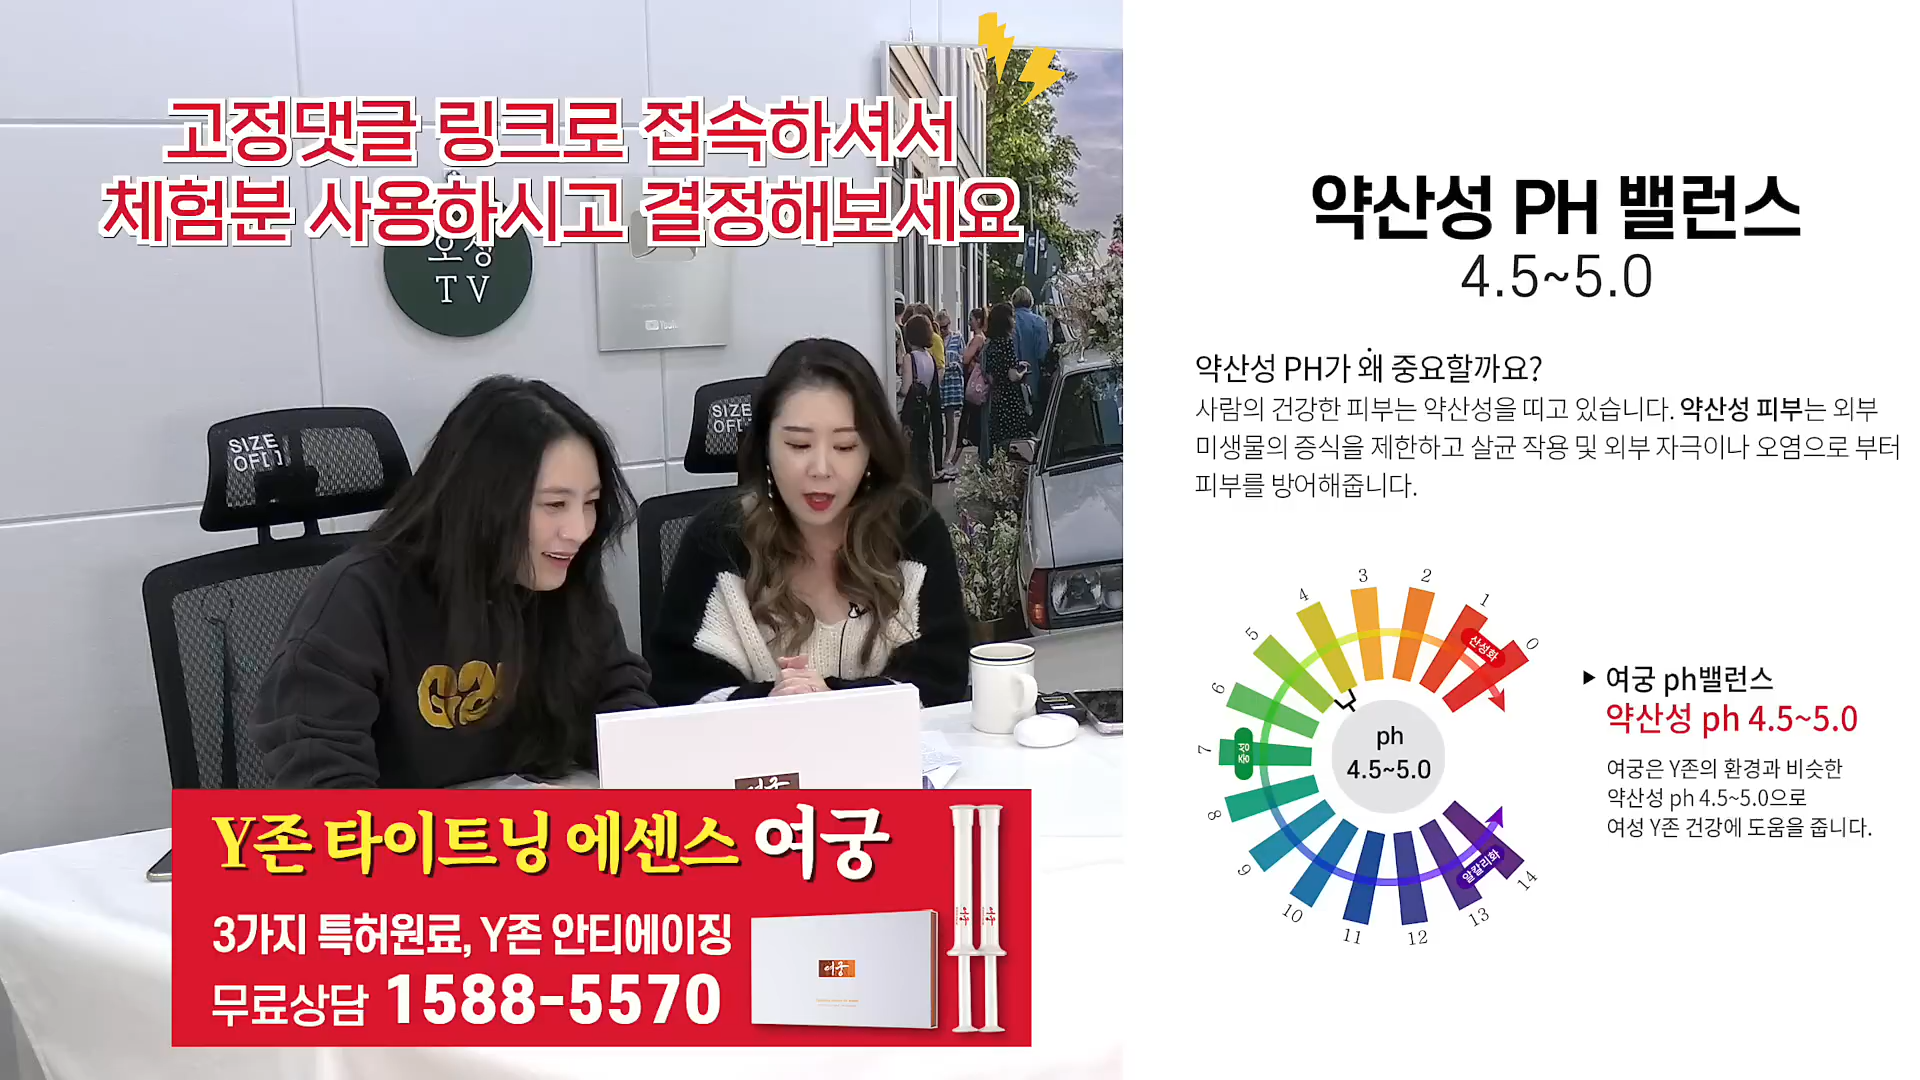 고정댓글 링크로 접속하셔서
체험분 사용하시고 결정해보세요
오징
TV
SIZE
OF[ ]
SIZE
OF[
여궁
Y존 타이트닝 에센스 여궁
3가지 특허원료, Y존 안티에이징
무료상담 1588-5570
여궁
여궁
여궁
약산성 PH 밸런스
4.5~5.0
약산성 PH가 왜 중요할까요?
사람의 건강한 피부는 약산성을 띠고 있습니다. 약산성 피부는 외부
미생물의 증식을 제한하고 살균 작용 및 외부 자극이나 오염으로 부터
피부를 방어해줍니다.
0
1
2
3
4
5
6
7
8
9
10
11
12
13
14
산성화
중성
알칼리화
ph
4.5~5.0
▶ 여궁 ph밸런스
약산성 ph 4.5~5.0
여궁은 Y존의 환경과 비슷한
약산성 ph 4.5~5.0으로
여성 Y존 건강에 도움을 줍니다.